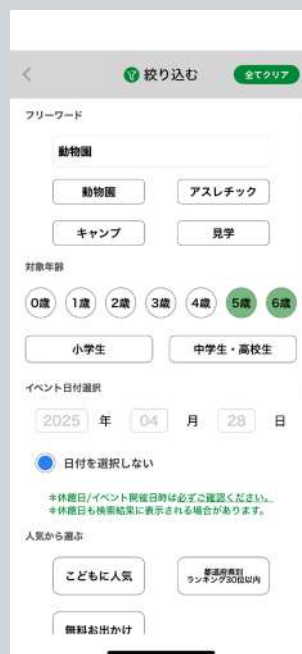 絞り込む 全てクリア
フリーワード
動物園
動物園 アスレチック
キャンプ 見学
対象年齢
0歳 1歳 2歳 3歳 4歳 5歳 6歳
小学生 中学生・高校生
イベント日付選択
2025 年 04 月 28 日
日付を選択しない
*休館日/イベント開催日時は必ずご確認ください。
*休館日も検索結果に表示される場合があります。
人気から選ぶ
こどもに人気 都道府県別
ランキング30位以内
無料お出かけ